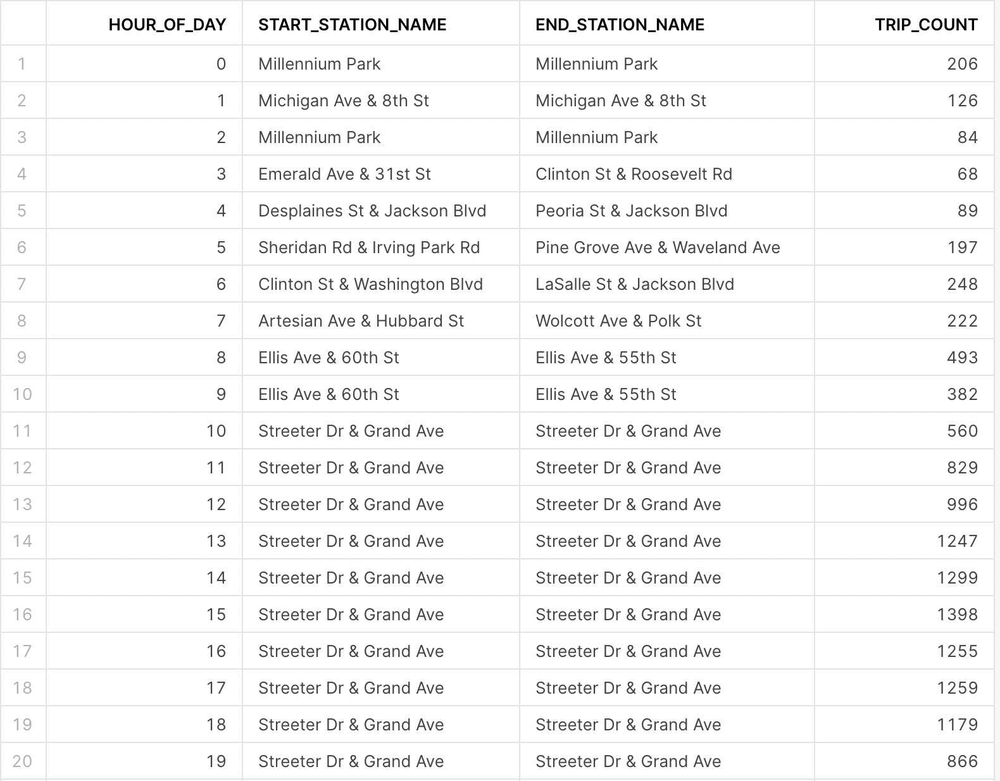 HOUR_OF_DAY START_STATION_NAME END_STATION_NAME TRIP_COUNT
1 0 Millennium Park Millennium Park 206
2 1 Michigan Ave & 8th St Michigan Ave & 8th St 126
3 2 Millennium Park Millennium Park 84
4 3 Emerald Ave & 31st St Clinton St & Roosevelt Rd 68
5 4 Desplaines St & Jackson Blvd Peoria St & Jackson Blvd 89
6 5 Sheridan Rd & Irving Park Rd Pine Grove Ave & Waveland Ave 197
7 6 Clinton St & Washington Blvd LaSalle St & Jackson Blvd 248
8 7 Artesian Ave & Hubbard St Wolcott Ave & Polk St 222
9 8 Ellis Ave & 60th St Ellis Ave & 55th St 493
10 9 Ellis Ave & 60th St Ellis Ave & 55th St 382
11 10 Streeter Dr & Grand Ave Streeter Dr & Grand Ave 560
12 11 Streeter Dr & Grand Ave Streeter Dr & Grand Ave 829
13 12 Streeter Dr & Grand Ave Streeter Dr & Grand Ave 996
14 13 Streeter Dr & Grand Ave Streeter Dr & Grand Ave 1247
15 14 Streeter Dr & Grand Ave Streeter Dr & Grand Ave 1299
16 15 Streeter Dr & Grand Ave Streeter Dr & Grand Ave 1398
17 16 Streeter Dr & Grand Ave Streeter Dr & Grand Ave 1255
18 17 Streeter Dr & Grand Ave Streeter Dr & Grand Ave 1259
19 18 Streeter Dr & Grand Ave Streeter Dr & Grand Ave 1179
20 19 Streeter Dr & Grand Ave Streeter Dr & Grand Ave 866